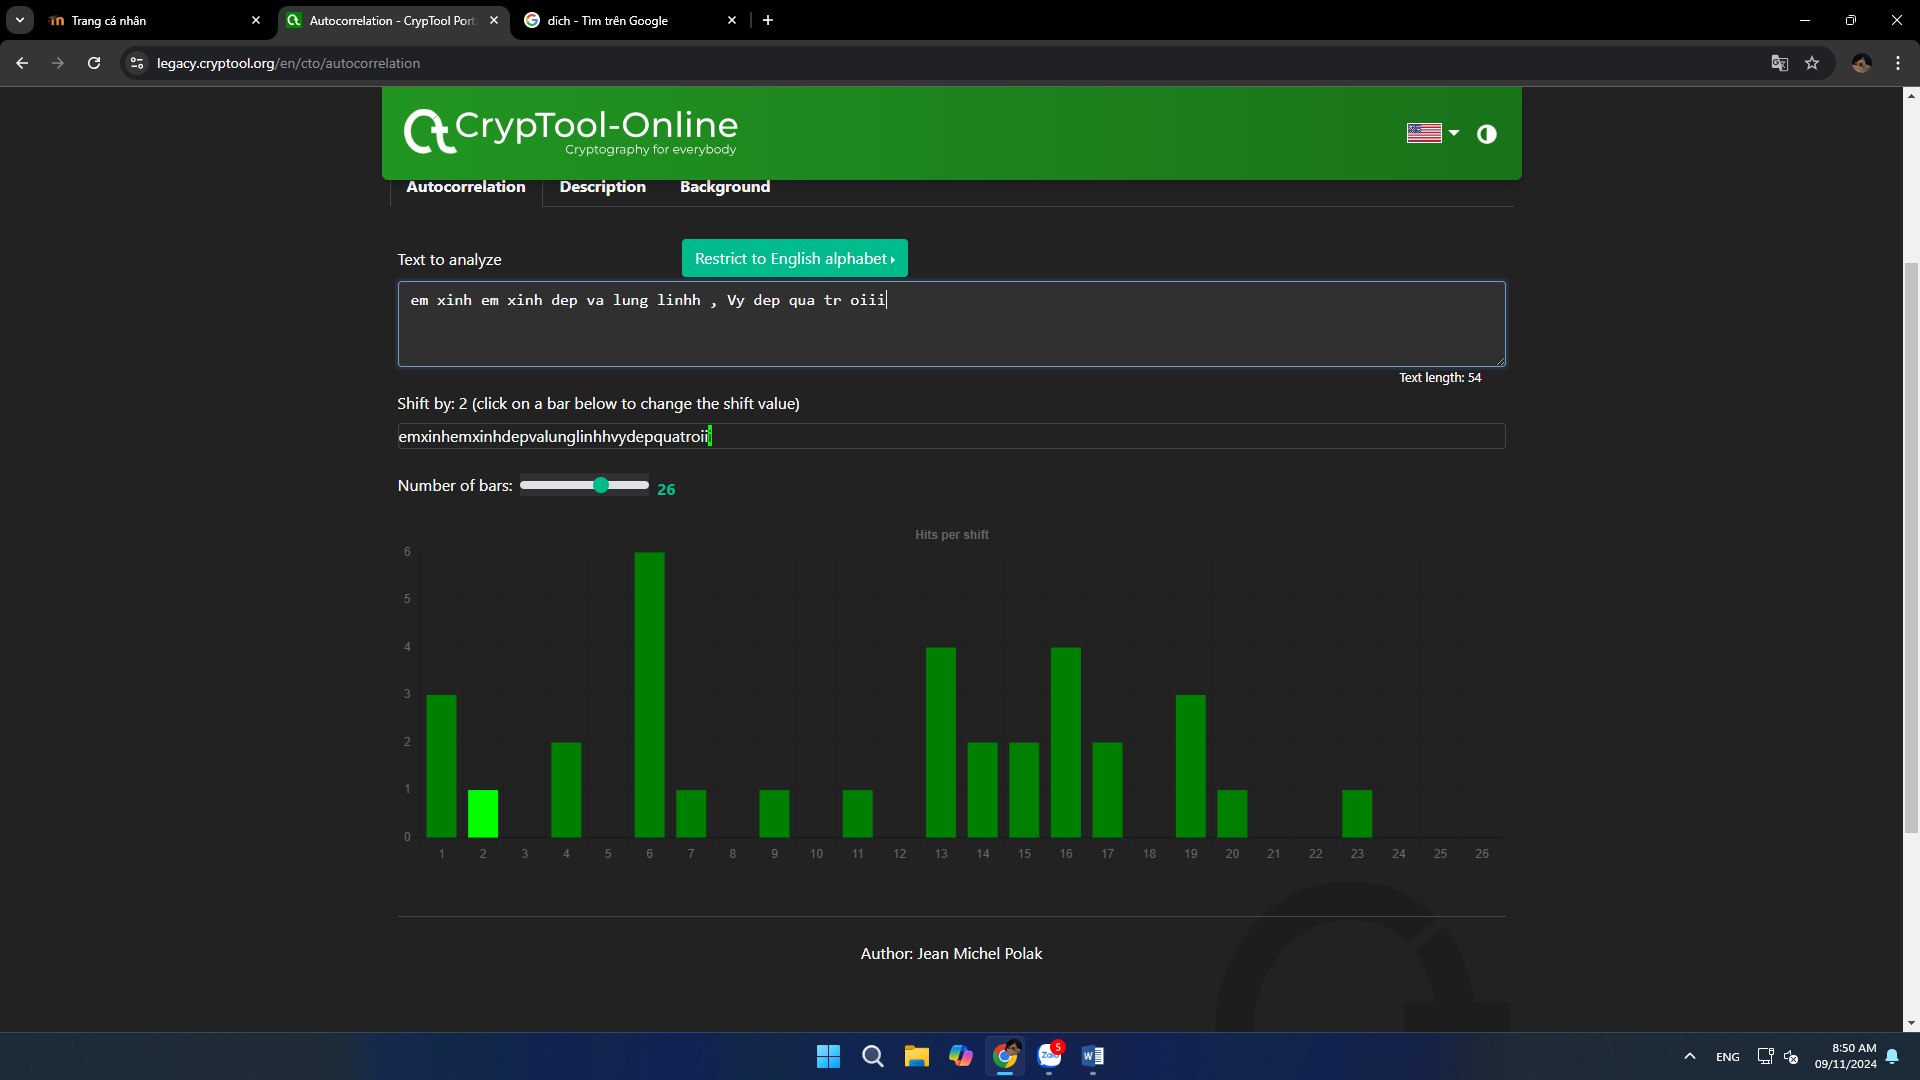 Trang cá nhân
Autocorrelation - CrypTool Port
dich - Tìm trên Google
legacy.cryptool.org/en/cto/autocorrelation
CrypTool-Online
Cryptography for everybody
Autocorrelation Description Background
Text to analyze
Restrict to English alphabet
em xinh em xinh dep va lung linhh , Vy dep qua tr oiii
Text length: 54
Shift by: 2 (click on a bar below to change the shift value)
emxinhemxinhdepvalunglinhhvydepquatroiii
Number of bars: 26
Hits per shift
6
5
4
3
2
1
0
1 2 3 4 5 6 7 8 9 10 11 12 13 14 15 16 17 18 19 20 21 22 23 24 25 26
Author: Jean Michel Polak
Zalo
5
ENG
8:50 AM
09/11/2024